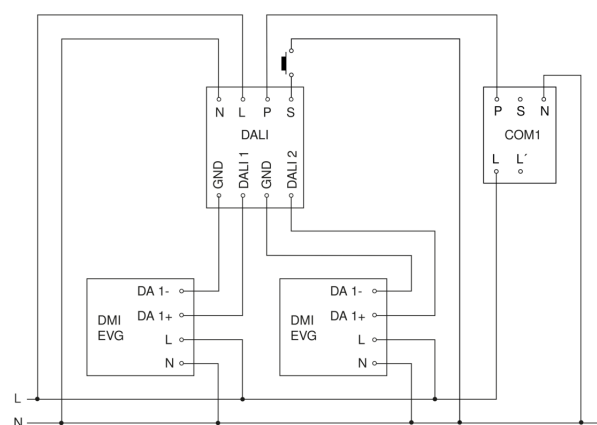 N L P S
DALI
GND DALI 1 GND DALI 2
P S N
COM1
L L´
DA 1-
DA 1+
DMI
EVG
L
N
DA 1-
DA 1+
DMI
EVG
L
N
L
N